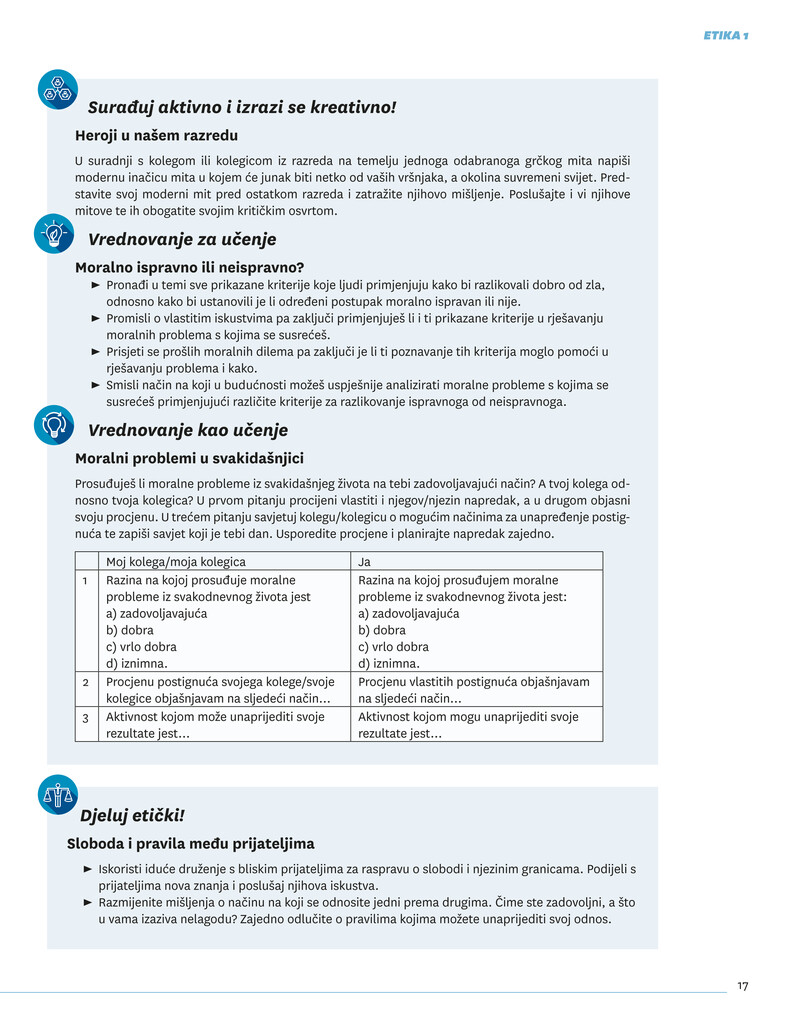 ETIKA 1
Surađuj aktivno i izrazi se kreativno!
Heroji u našem razredu
U suradnji s kolegom ili kolegicom iz razreda na temelju jednoga odabranoga grčkog mita napiši
modernu inačicu mita u kojem će junak biti netko od vaših vršnjaka, a okolina suvremeni svijet. Pred-
stavite svoj moderni mit pred ostatkom razreda i zatražite njihovo mišljenje. Poslušajte i vi njihove
mitove te ih obogatite svojim kritičkim osvrtom.
Vrednovanje za učenje
Moralno ispravno ili neispravno?
► Pronađi u temi sve prikazane kriterije koje ljudi primjenjuju kako bi razlikovali dobro od zla,
odnosno kako bi ustanovili je li određeni postupak moralno ispravan ili nije.
► Promisli o vlastitim iskustvima pa zaključi primjenjuješ li i ti prikazane kriterije u rješavanju
moralnih problema s kojima se susrećeš.
► Prisjeti se prošlih moralnih dilema pa zaključi je li ti poznavanje tih kriterija moglo pomoći u
rješavanju problema i kako.
► Smisli način na koji u budućnosti možeš uspješnije analizirati moralne probleme s kojima se
susrećeš primjenjujući različite kriterije za razlikovanje ispravnoga od neispravnoga.
Vrednovanje kao učenje
Moralni problemi u svakidašnjici
Prosuđuješ li moralne probleme iz svakidašnjeg života na tebi zadovoljavajući način? A tvoj kolega od-
nosno tvoja kolegica? U prvom pitanju procijeni vlastiti i njegov/njezin napredak, a u drugom objasni
svoju procjenu. U trećem pitanju savjetuj kolegu/kolegicu o mogućim načinima za unapređenje postig-
nuća te zapiši savjet koji je tebi dan. Usporedite procjene i planirajte napredak zajedno.
Moj kolega/moja kolegica
Ja
1
Razina na kojoj prosuđuje moralne
probleme iz svakodnevnog života jest
a) zadovoljavajuća
b) dobra
c) vrlo dobra
d) iznimna.
Razina na kojoj prosuđujem moralne
probleme iz svakodnevnog života jest:
a) zadovoljavajuća
b) dobra
c) vrlo dobra
d) iznimna.
2
Procjenu postignuća svojega kolege/svoje
kolegice objašnjavam na sljedeći način...
Procjenu vlastitih postignuća objašnjavam
na sljedeći način...
3
Aktivnost kojom može unaprijediti svoje
rezultate jest...
Aktivnost kojom mogu unaprijediti svoje
rezultate jest...
Djeluj etički!
Sloboda i pravila među prijateljima
► Iskoristi iduće druženje s bliskim prijateljima za raspravu o slobodi i njezinim granicama. Podijeli s
prijateljima nova znanja i poslušaj njihova iskustva.
► Razmijenite mišljenja o načinu na koji se odnosite jedni prema drugima. Čime ste zadovoljni, a što
u vama izaziva nelagodu? Zajedno odlučite o pravilima kojima možete unaprijediti svoj odnos.
17